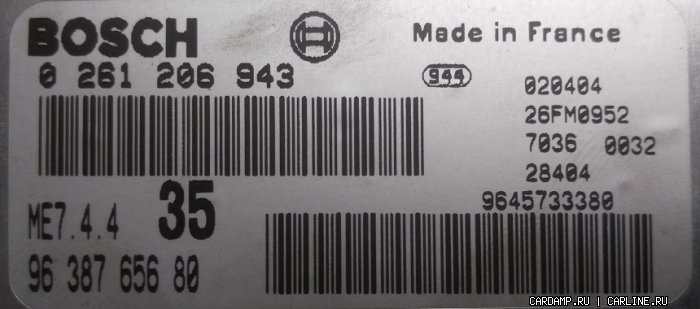 BOSCH
Made in France
0 261 206 943
944
020404
26FM0952
7036 0032
28404
9645733380
ME7.4.4 35
96 387 656 80
CARDAMP.RU | CARLINE.RU